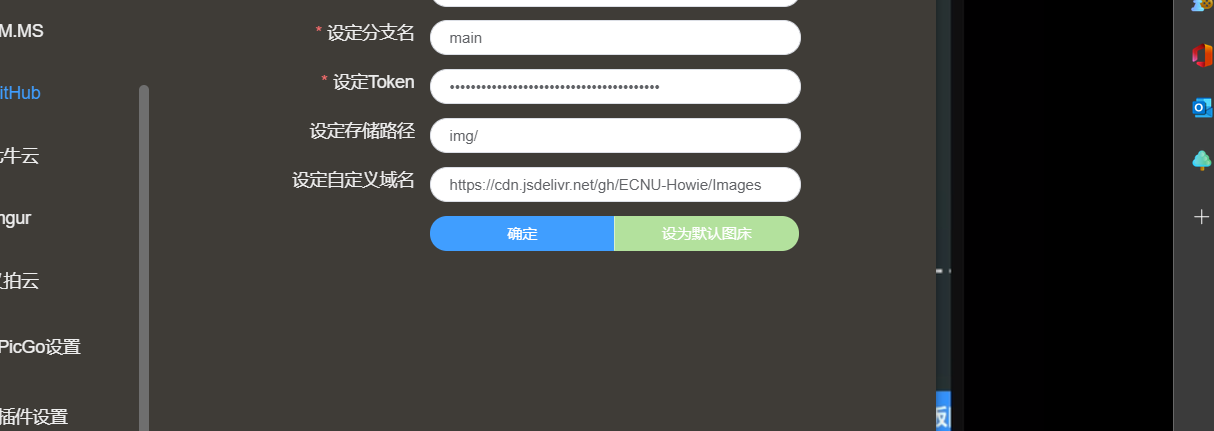 M.MS
itHub
牛云
ngur
拍云
PicGo设置
插件设置
* 设定分支名 main
* 设定Token ••••••••••••••••••••••••••••••••••••••••
设定存储路径 img/
设定自定义域名 https://cdn.jsdelivr.net/gh/ECNU-Howie/Images
确定 设为默认图床